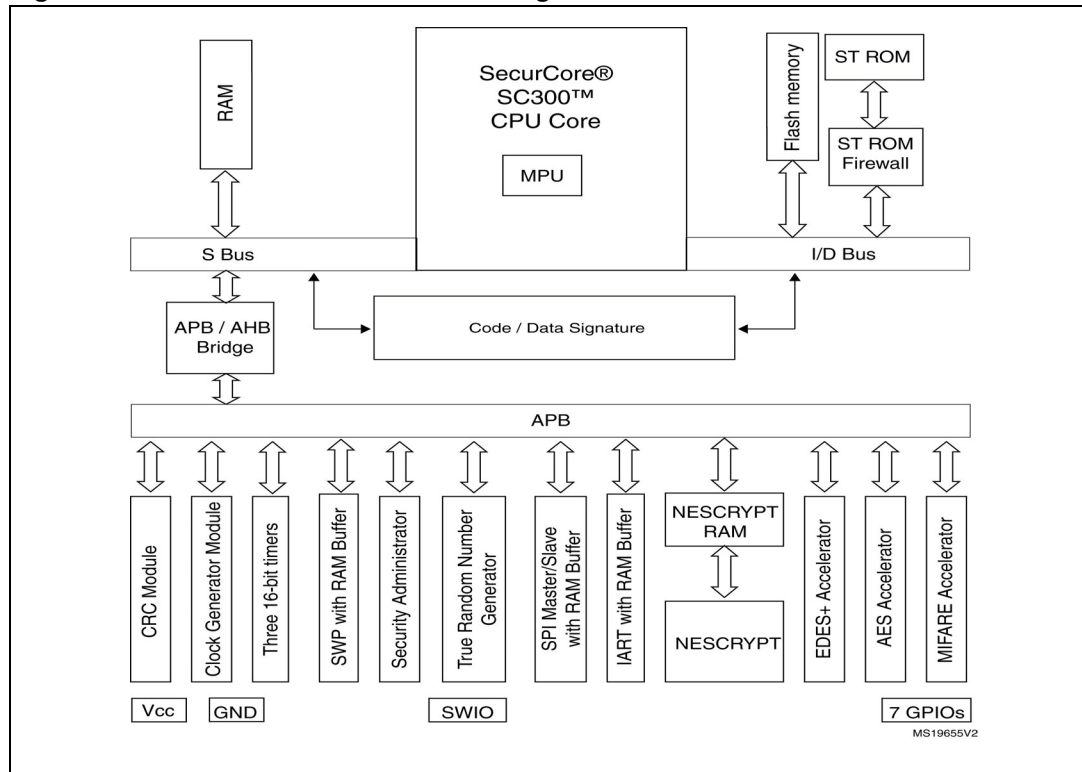 RAM
SecurCore®
SC300™
CPU Core
MPU
Flash memory
ST ROM
ST ROM
Firewall
S Bus
I/D Bus
APB / AHB
Bridge
Code / Data Signature
APB
CRC Module
Clock Generator Module
Three 16-bit timers
SWP with RAM Buffer
Security Administrator
True Random Number
Generator
SPI Master/Slave
with RAM Buffer
IART with RAM Buffer
NESCRYPT
RAM
NESCRYPT
EDES+ Accelerator
AES Accelerator
MIFARE Accelerator
Vcc
GND
SWIO
7 GPIOs
MS19655V2